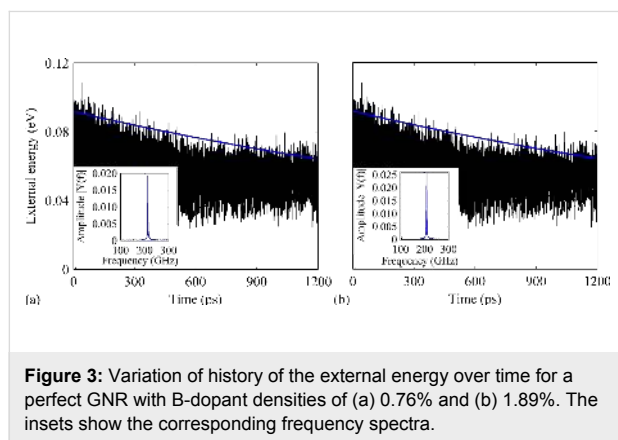 0.12
0.08
0.04
0
External energy (eV)
0.020
0.015
0.010
0.005
0
Amplitude |Y(f)|
100 200 300
Frequency (GHz)
0 300 600 900 1200
(a) Time (ps)
0.025
0.020
0.015
0.010
0.005
0
Amplitude |Y(f)|
100 200 300
Frequency (GHz)
0 300 600 900 1200
(b) Time (ps)
Figure 3: Variation of history of the external energy over time for a
perfect GNR with B-dopant densities of (a) 0.76% and (b) 1.89%. The
insets show the corresponding frequency spectra.